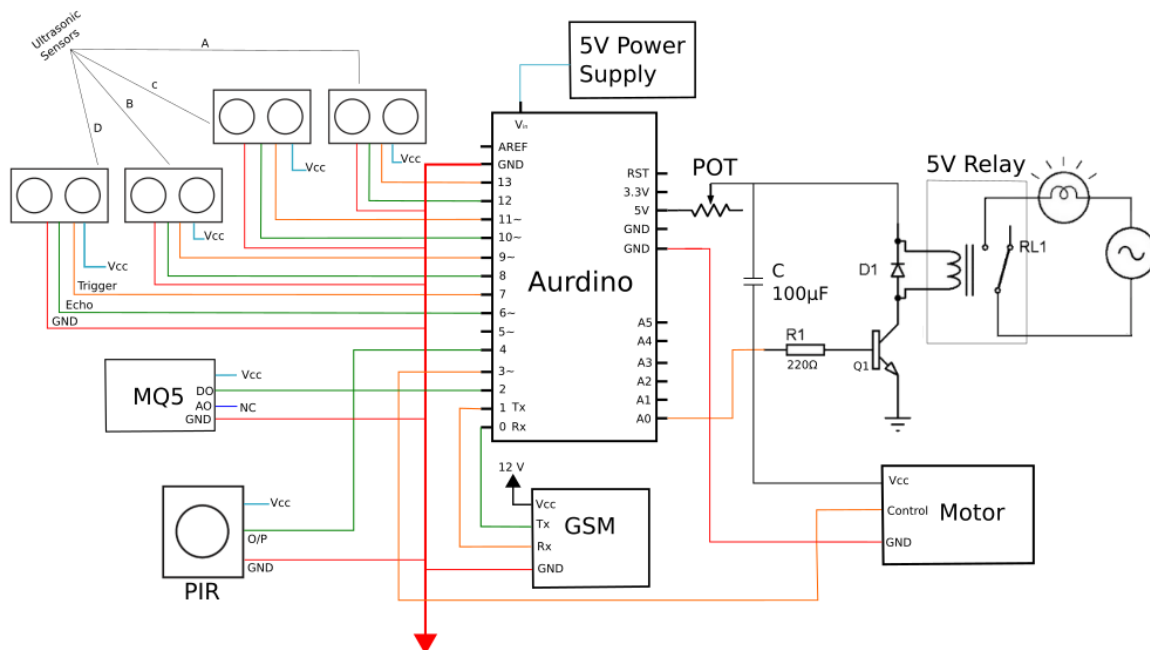 Ultrasonic
Sensors
A
c
B
D
Vcc
Vcc
Vcc
Vcc
Trigger
Echo
GND
5V Power
Supply
Vin
AREF
GND
13
12
11~
10~
9~
8
7
6~
5~
4
3~
2
1 Tx
0 Rx
Aurdino
RST
3.3V
5V
GND
GND
A5
A4
A3
A2
A1
A0
POT
5V Relay
C
100µF
D1
RL1
R1
220Ω
Q1
MQ5
Vcc
DO
AO
NC
GND
PIR
Vcc
O/P
GND
12 V
Vcc
Tx
Rx
GND
GSM
Vcc
Control
GND
Motor